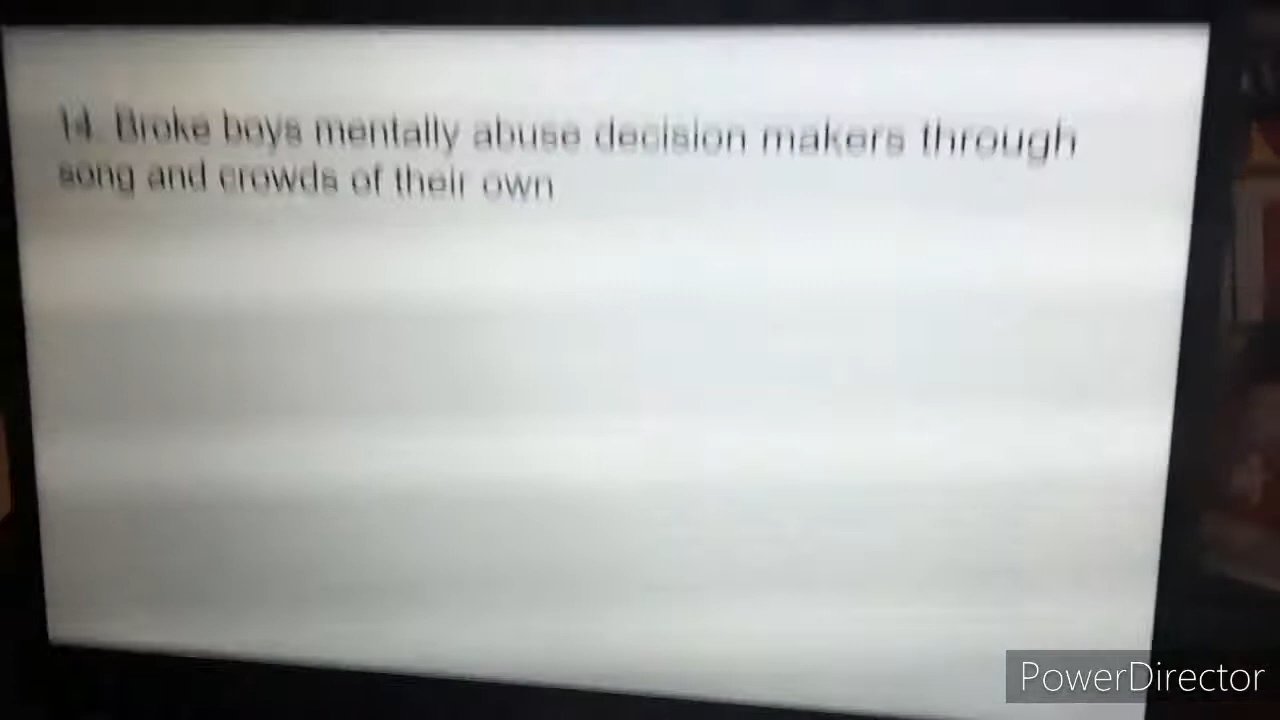 14. Broke boys mentally abuse decision makers through
song and crowds of their own
PowerDirector